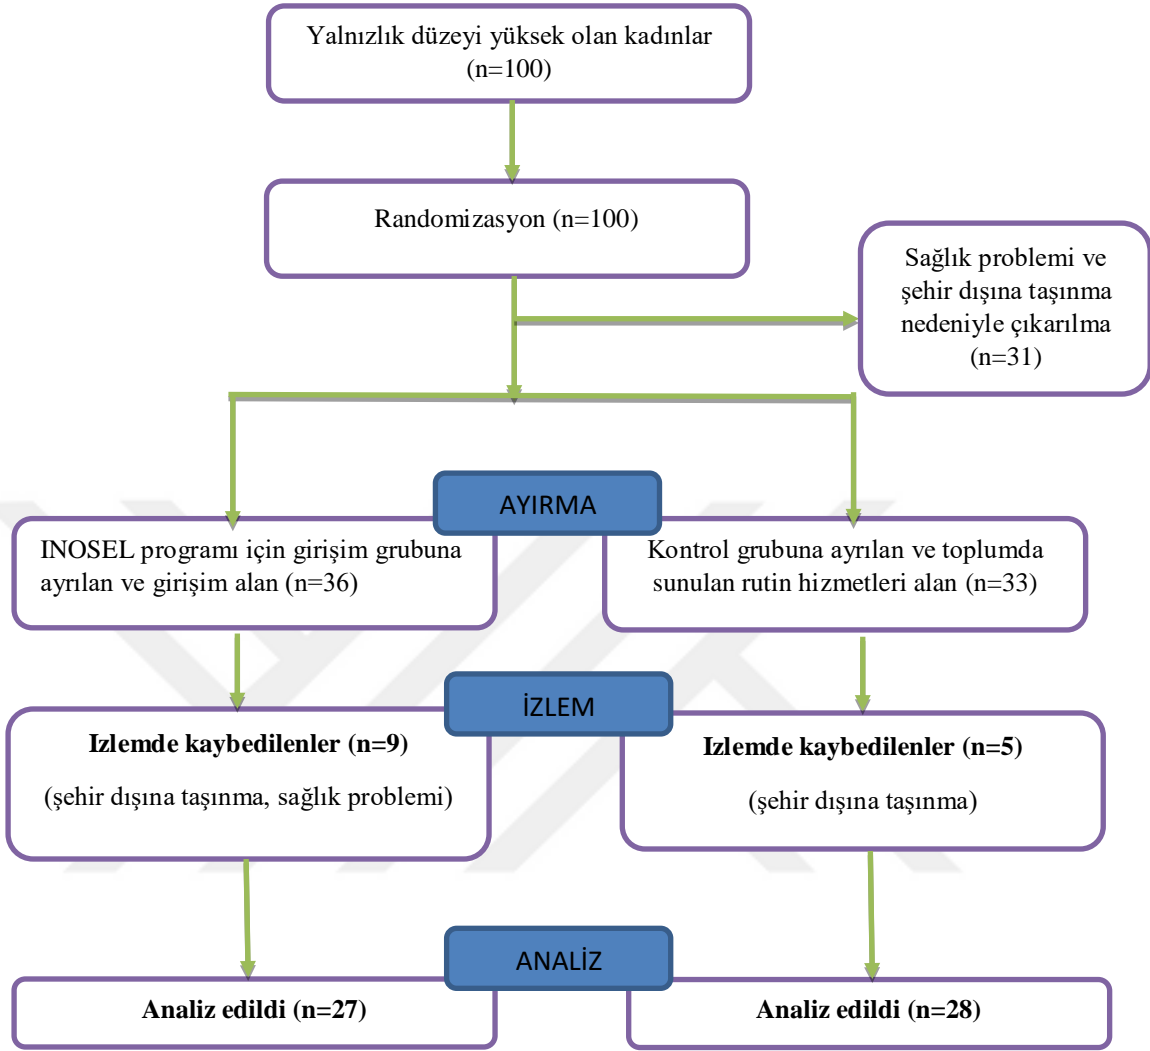 Yalnızlık düzeyi yüksek olan kadınlar
(n=100)
Randomizasyon (n=100)
Sağlık problemi ve
şehir dışına taşınma
nedeniyle çıkarılma
(n=31)
AYIRMA
INOSEL programı için girişim grubuna
ayrılan ve girişim alan (n=36)
Kontrol grubuna ayrılan ve toplumda
sunulan rutin hizmetleri alan (n=33)
İZLEM
Izlemde kaybedilenler (n=9)
(şehir dışına taşınma, sağlık problemi)
Izlemde kaybedilenler (n=5)
(şehir dışına taşınma)
ANALİZ
Analiz edildi (n=27)
Analiz edildi (n=28)